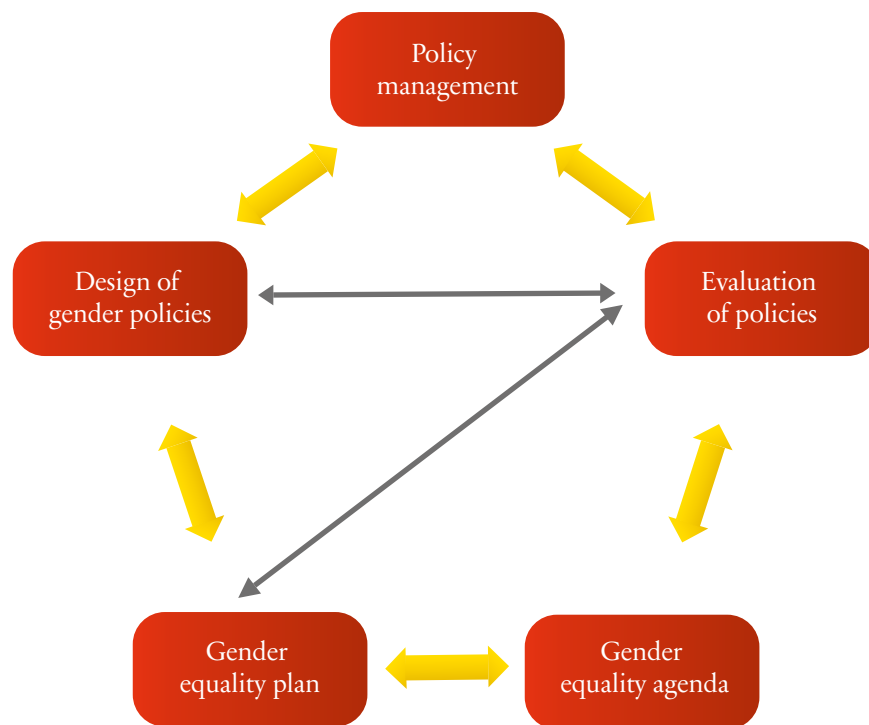 Policy
management
Design of
gender policies
Evaluation
of policies
Gender
equality plan
Gender
equality agenda